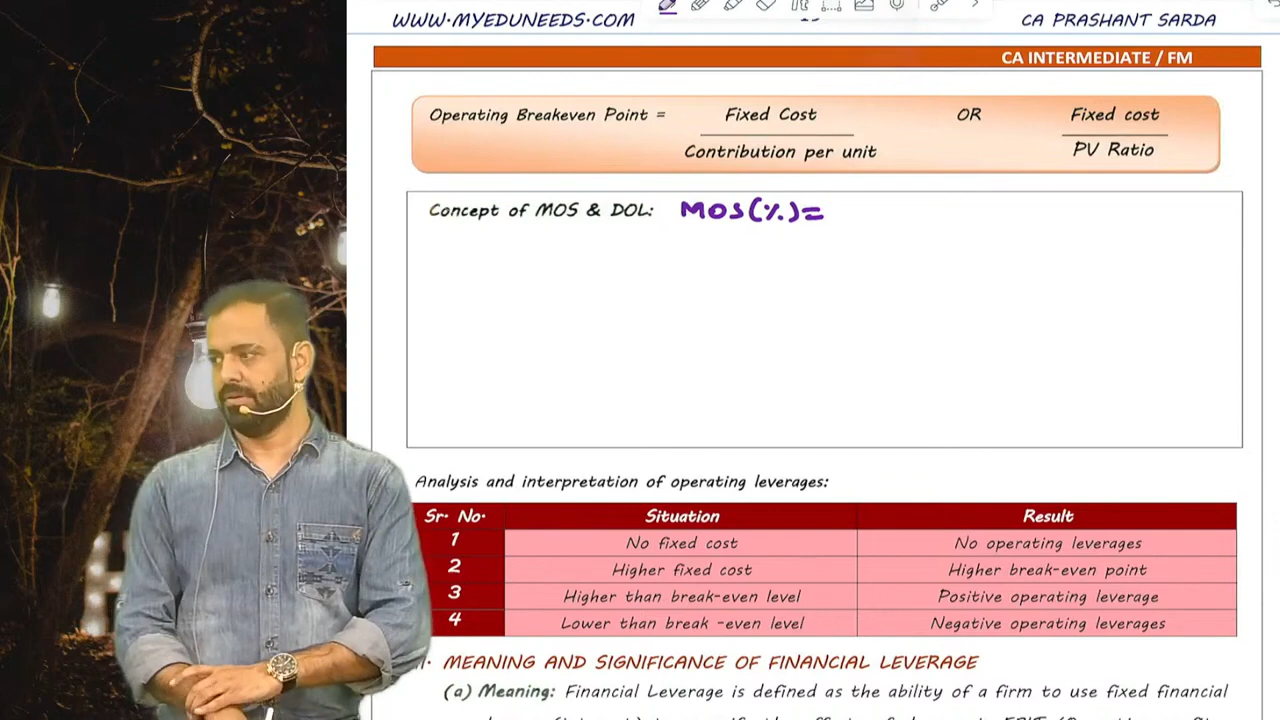 WWW.MYEDUNEEDS.COM CA PRASHANT SARDA
CA INTERMEDIATE / FM
Operating Breakeven Point = Fixed Cost OR Fixed cost
Contribution per unit PV Ratio
Concept of MOS & DOL: MOS(%)=
Analysis and interpretation of operating leverages:
Sr. No. Situation Result
1 No fixed cost No operating leverages
2 Higher fixed cost Higher break-even point
3 Higher than break-even level Positive operating leverage
4 Lower than break -even level Negative operating leverages
MEANING AND SIGNIFICANCE OF FINANCIAL LEVERAGE
(a) Meaning: Financial Leverage is defined as the ability of a firm to use fixed financial